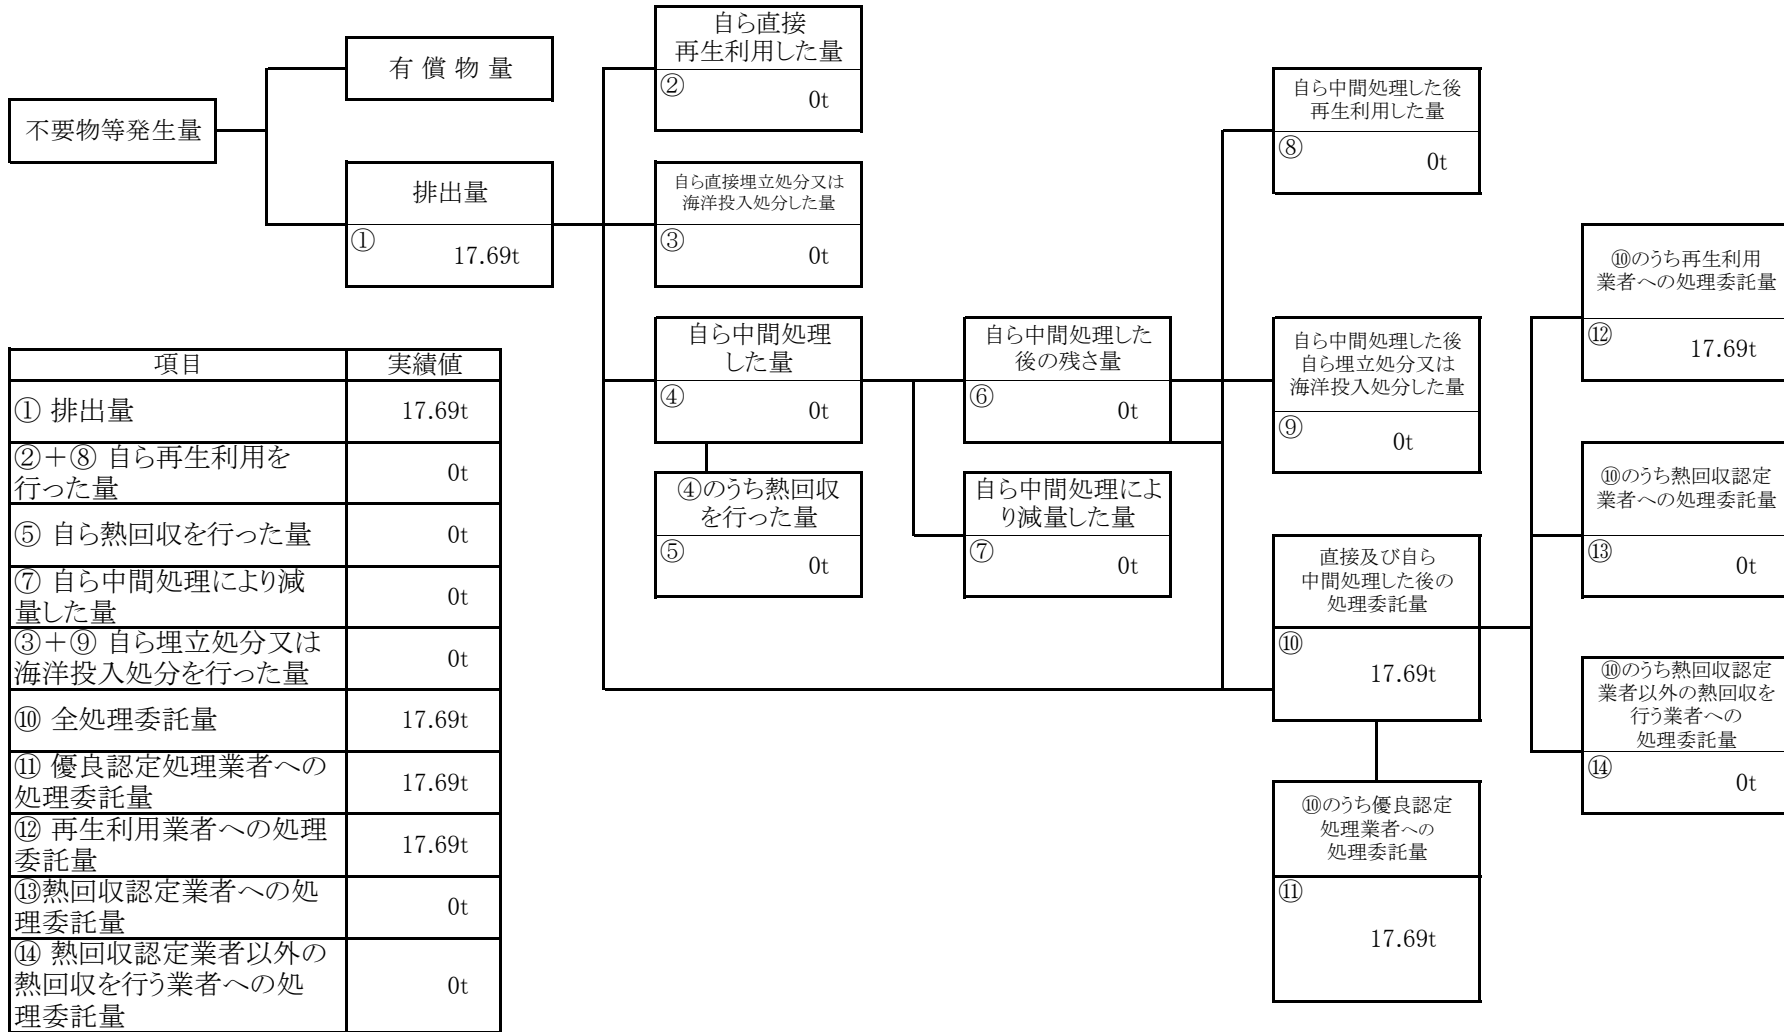 不要物等発生量
有 償 物 量
排出量
①
17.69t
自ら直接
再生利用した量
②
0t
自ら直接埋立処分又は
海洋投入処分した量
③
0t
自ら中間処理
した量
④
0t
④のうち熱回収
を行った量
⑤
0t
自ら中間処理した
後の残さ量
⑥
0t
自ら中間処理によ
り減量した量
⑦
0t
自ら中間処理した後
再生利用した量
⑧
0t
自ら中間処理した後
自ら埋立処分又は
海洋投入処分した量
⑨
0t
直接及び自ら
中間処理した後の
処理委託量
⑩
17.69t
⑩のうち優良認定
処理業者への
処理委託量
⑪
17.69t
⑩のうち再生利用
業者への処理委託量
⑫
17.69t
⑩のうち熱回収認定
業者への処理委託量
⑬
0t
⑩のうち熱回収認定
業者以外の熱回収を
行う業者への
処理委託量
⑭
0t
項目 実績値
① 排出量 17.69t
②＋⑧ 自ら再生利用を
行った量 0t
⑤ 自ら熱回収を行った量 0t
⑦ 自ら中間処理により減
量した量 0t
③＋⑨ 自ら埋立処分又は
海洋投入処分を行った量 0t
⑩ 全処理委託量 17.69t
⑪ 優良認定処理業者への
処理委託量 17.69t
⑫ 再生利用業者への処理
委託量 17.69t
⑬熱回収認定業者への処
理委託量 0t
⑭ 熱回収認定業者以外の
熱回収を行う業者への処
理委託量 0t